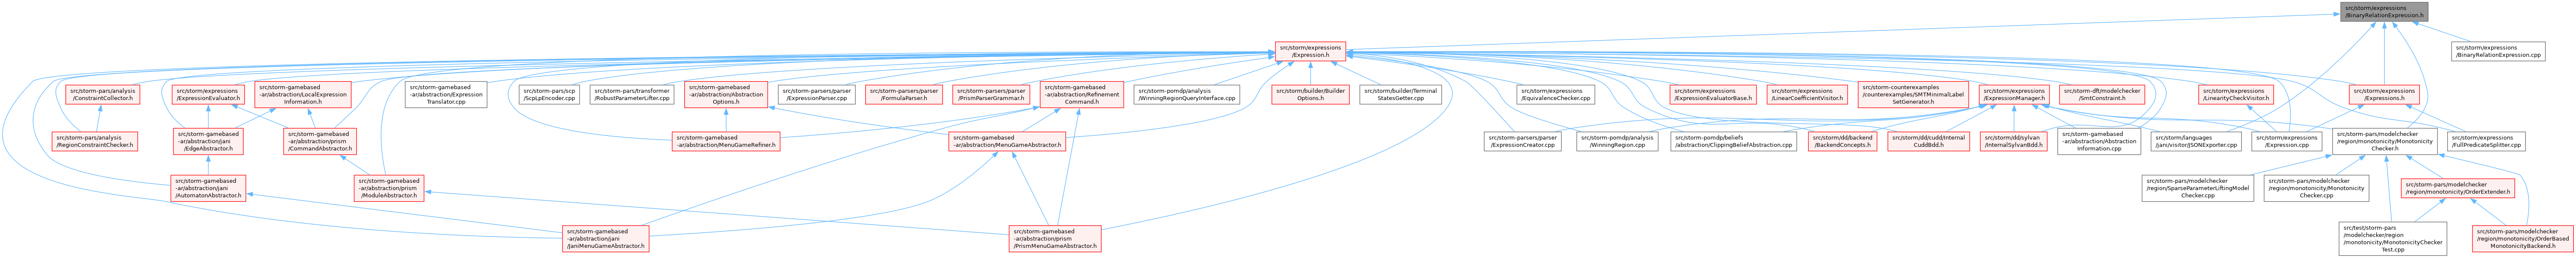 src/storm/expressions
/BinaryRelationExpression.h
src/storm/expressions
/Expression.h
src/storm/expressions
/BinaryRelationExpression.cpp
src/storm-pars/analysis
/ConstraintCollector.h
src/storm/expressions
/ExpressionEvaluator.h
src/storm-gamebased
-ar/abstraction/LocalExpression
Information.h
src/storm-gamebased
-ar/abstraction/Expression
Translator.cpp
src/storm-pars/scp
/ScpLpEncoder.cpp
src/storm-pars/transformer
/RobustParameterLifter.cpp
src/storm-gamebased
-ar/abstraction/Abstraction
Options.h
src/storm-parsers/parser
/ExpressionParser.cpp
src/storm-parsers/parser
/FormulaParser.h
src/storm-parsers/parser
/PrismParserGrammar.h
src/storm-gamebased
-ar/abstraction/Refinement
Command.h
src/storm-pomdp/analysis
/WinningRegionQueryInterface.cpp
src/storm/builder/Builder
Options.h
src/storm/builder/Terminal
StatesGetter.cpp
src/storm/expressions
/EquivalenceChecker.cpp
src/storm/expressions
/ExpressionEvaluatorBase.h
src/storm/expressions
/LinearCoefficientVisitor.h
src/storm-counterexamples
/counterexamples/SMTMinimalLabel
SetGenerator.h
src/storm/expressions
/ExpressionManager.h
src/storm-dft/modelchecker
/SmtConstraint.h
src/storm/expressions
/LinearityCheckVisitor.h
src/storm/expressions
/Expressions.h
src/storm-pars/analysis
/RegionConstraintChecker.h
src/storm-gamebased
-ar/abstraction/jani
/EdgeAbstractor.h
src/storm-gamebased
-ar/abstraction/prism
/CommandAbstractor.h
src/storm-gamebased
-ar/abstraction/MenuGameRefiner.h
src/storm-gamebased
-ar/abstraction/MenuGameAbstractor.h
src/storm-parsers/parser
/ExpressionCreator.cpp
src/storm-pomdp/analysis
/WinningRegion.cpp
src/storm-pomdp/beliefs
/abstraction/ClippingBeliefAbstraction.cpp
src/storm/dd/backend
/BackendConcepts.h
src/storm/dd/cudd/Internal
CuddBdd.h
src/storm/dd/sylvan
/InternalSylvanBdd.h
src/storm-gamebased
-ar/abstraction/Abstraction
Information.cpp
src/storm/languages
/jani/visitor/JSONExporter.cpp
src/storm/expressions
/Expression.cpp
src/storm-pars/modelchecker
/region/monotonicity/Monotonicity
Checker.h
src/storm/expressions
/FullPredicateSplitter.cpp
src/storm-gamebased
-ar/abstraction/jani
/AutomatonAbstractor.h
src/storm-gamebased
-ar/abstraction/prism
/ModuleAbstractor.h
src/storm-pars/modelchecker
/region/SparseParameterLiftingModel
Checker.cpp
src/storm-pars/modelchecker
/region/monotonicity/Monotonicity
Checker.cpp
src/storm-pars/modelchecker
/region/monotonicity/OrderExtender.h
src/storm-gamebased
-ar/abstraction/jani
/JaniMenuGameAbstractor.h
src/storm-gamebased
-ar/abstraction/prism
/PrismMenuGameAbstractor.h
src/test/storm-pars
/modelchecker/region
/monotonicity/MonotonicityChecker
Test.cpp
src/storm-pars/modelchecker
/region/monotonicity/OrderBased
MonotonicityBackend.h